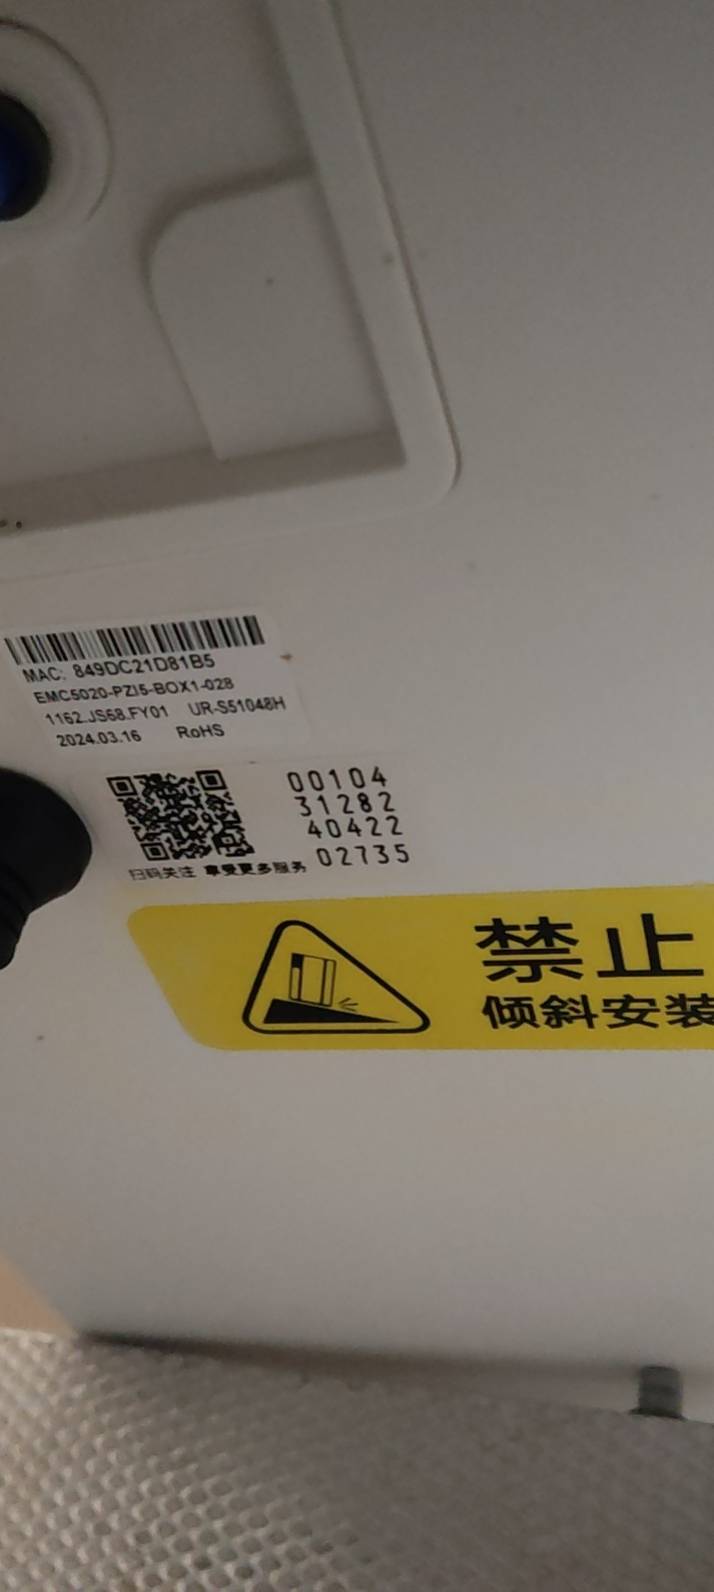 MAC: 849DC21D81B5
EMC5020-PZI5-BOX1-028
1162.JS68.FY01 UR-S51048H
2024.03.16 RoHS
00104
31282
40422
02735
扫码关注 享受更多服务
禁止
倾斜安装